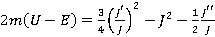 2m(U − E) = 3/4 (J′/J)² − J² − 1/2 J″/J